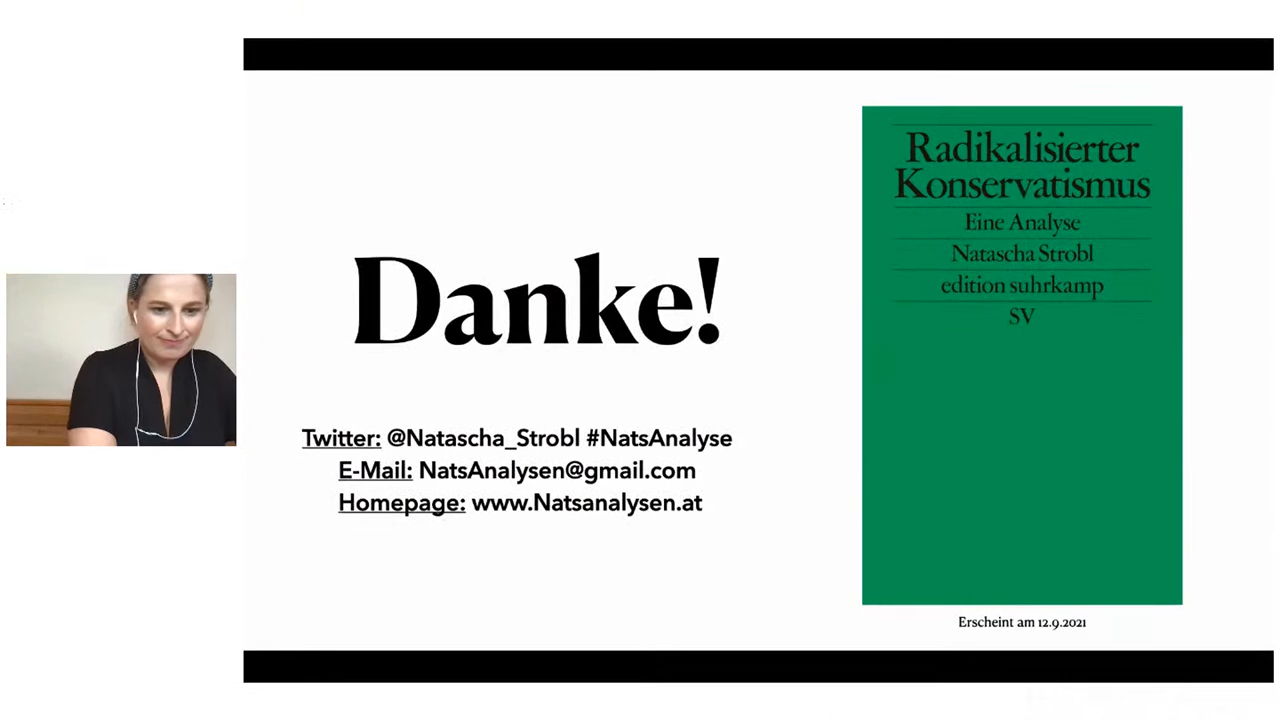 Danke!
Twitter: @Natascha_Strobl #NatsAnalyse
E-Mail: NatsAnalysen@gmail.com
Homepage: www.Natsanalysen.at
Radikalisierter
Konservatismus
Eine Analyse
Natascha Strobl
edition suhrkamp
SV
Erscheint am 12.9.2021